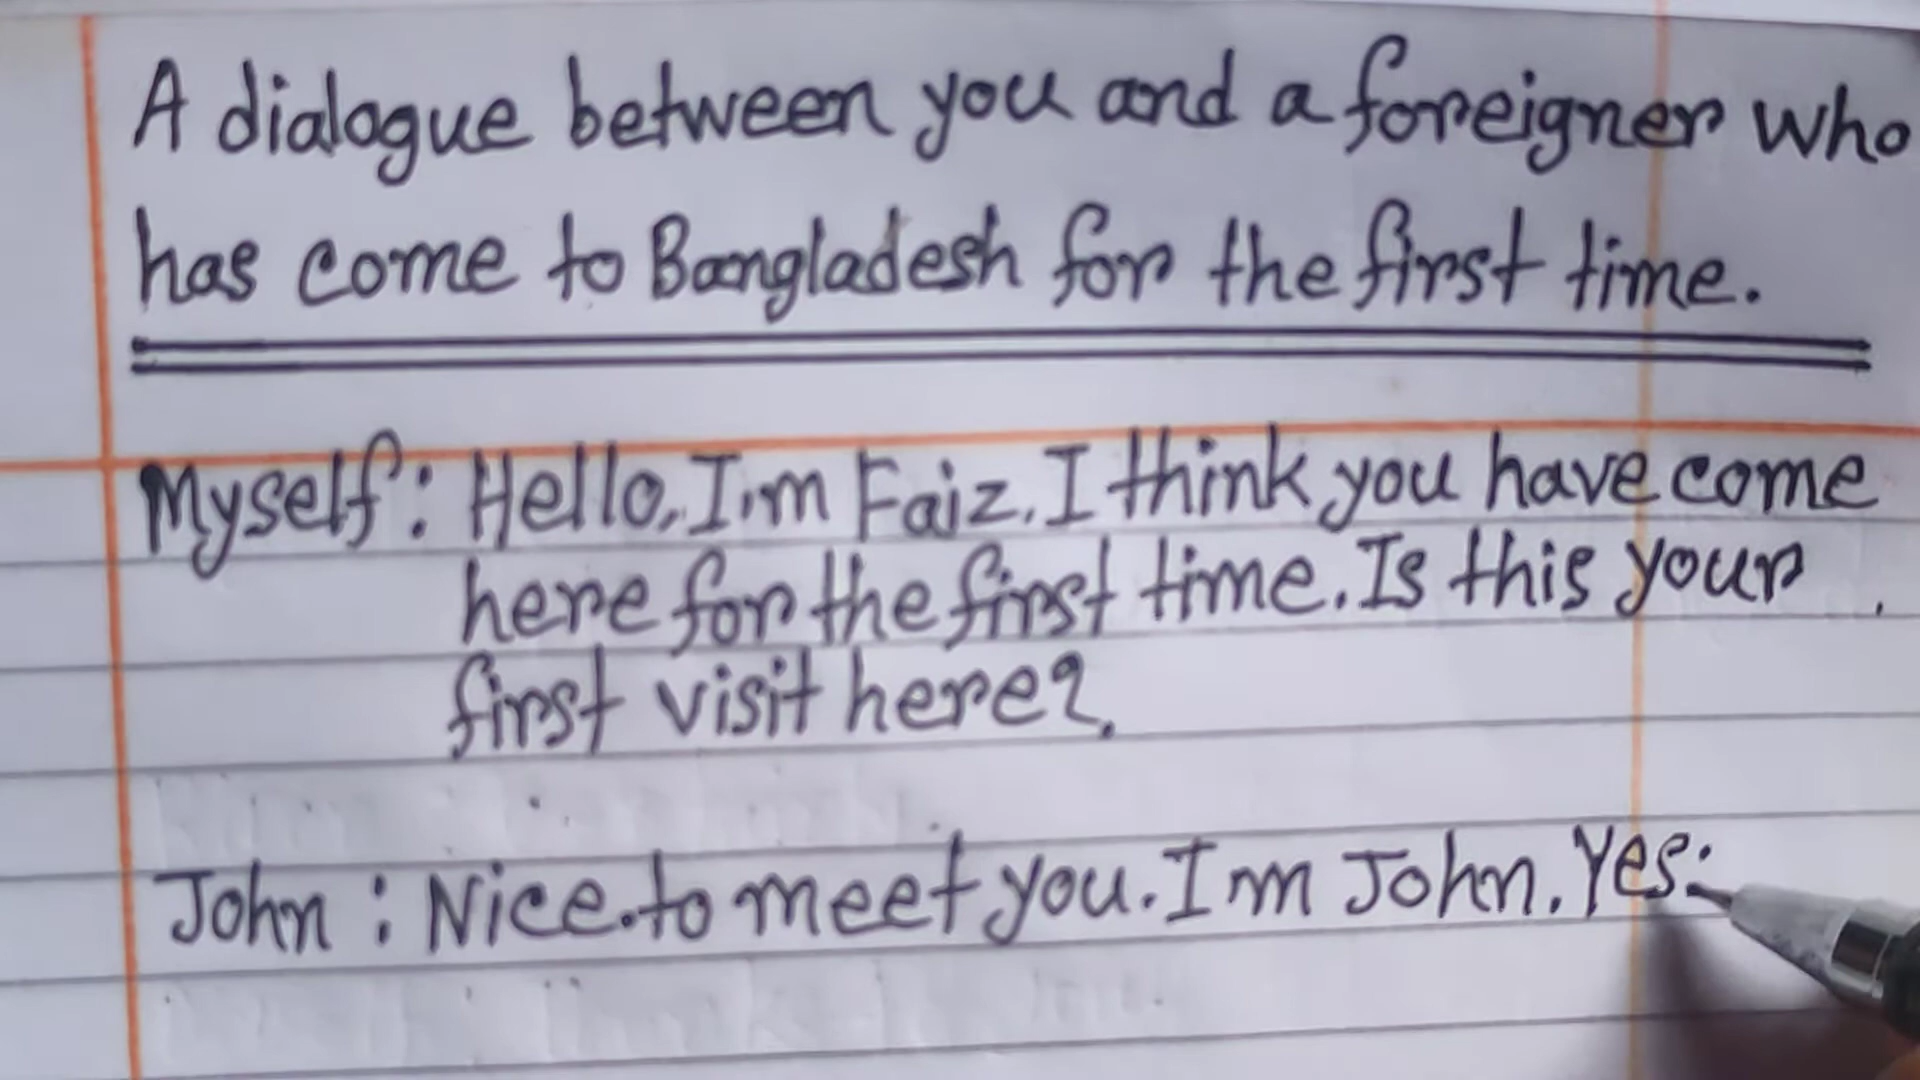 A dialogue between you and a foreigner who
has come to Bangladesh for the first time.
Myself: Hello, I'm Faiz. I think you have come
here for the first time. Is this your
first visit here?
John : Nice to meet you. I'm John. Yes.